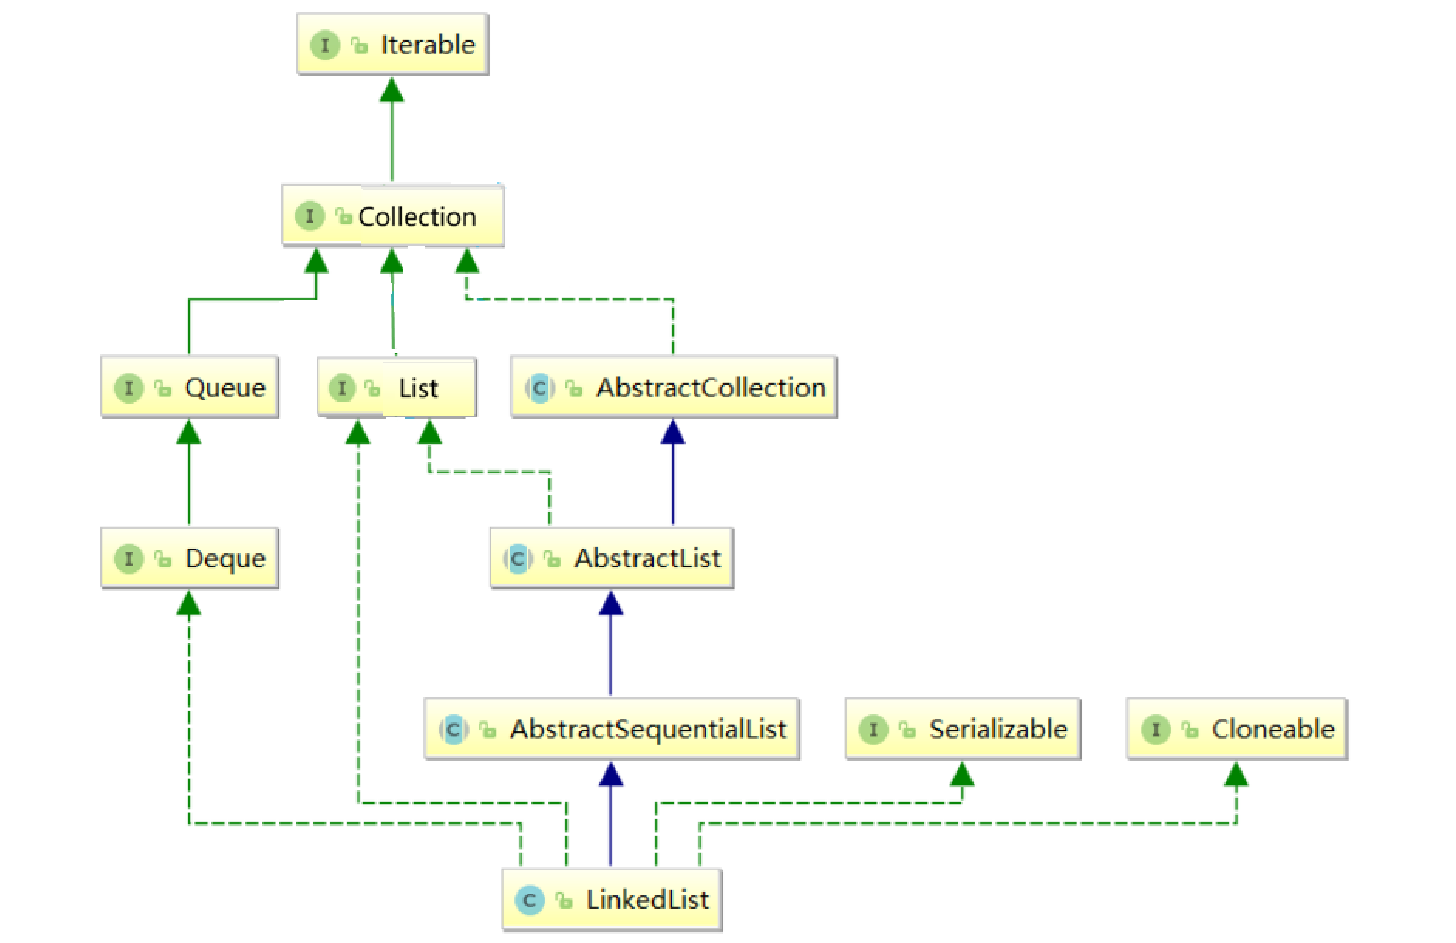 I Iterable
I Collection
I Queue
I List
C AbstractCollection
I Deque
C AbstractList
C AbstractSequentialList
I Serializable
I Cloneable
C LinkedList